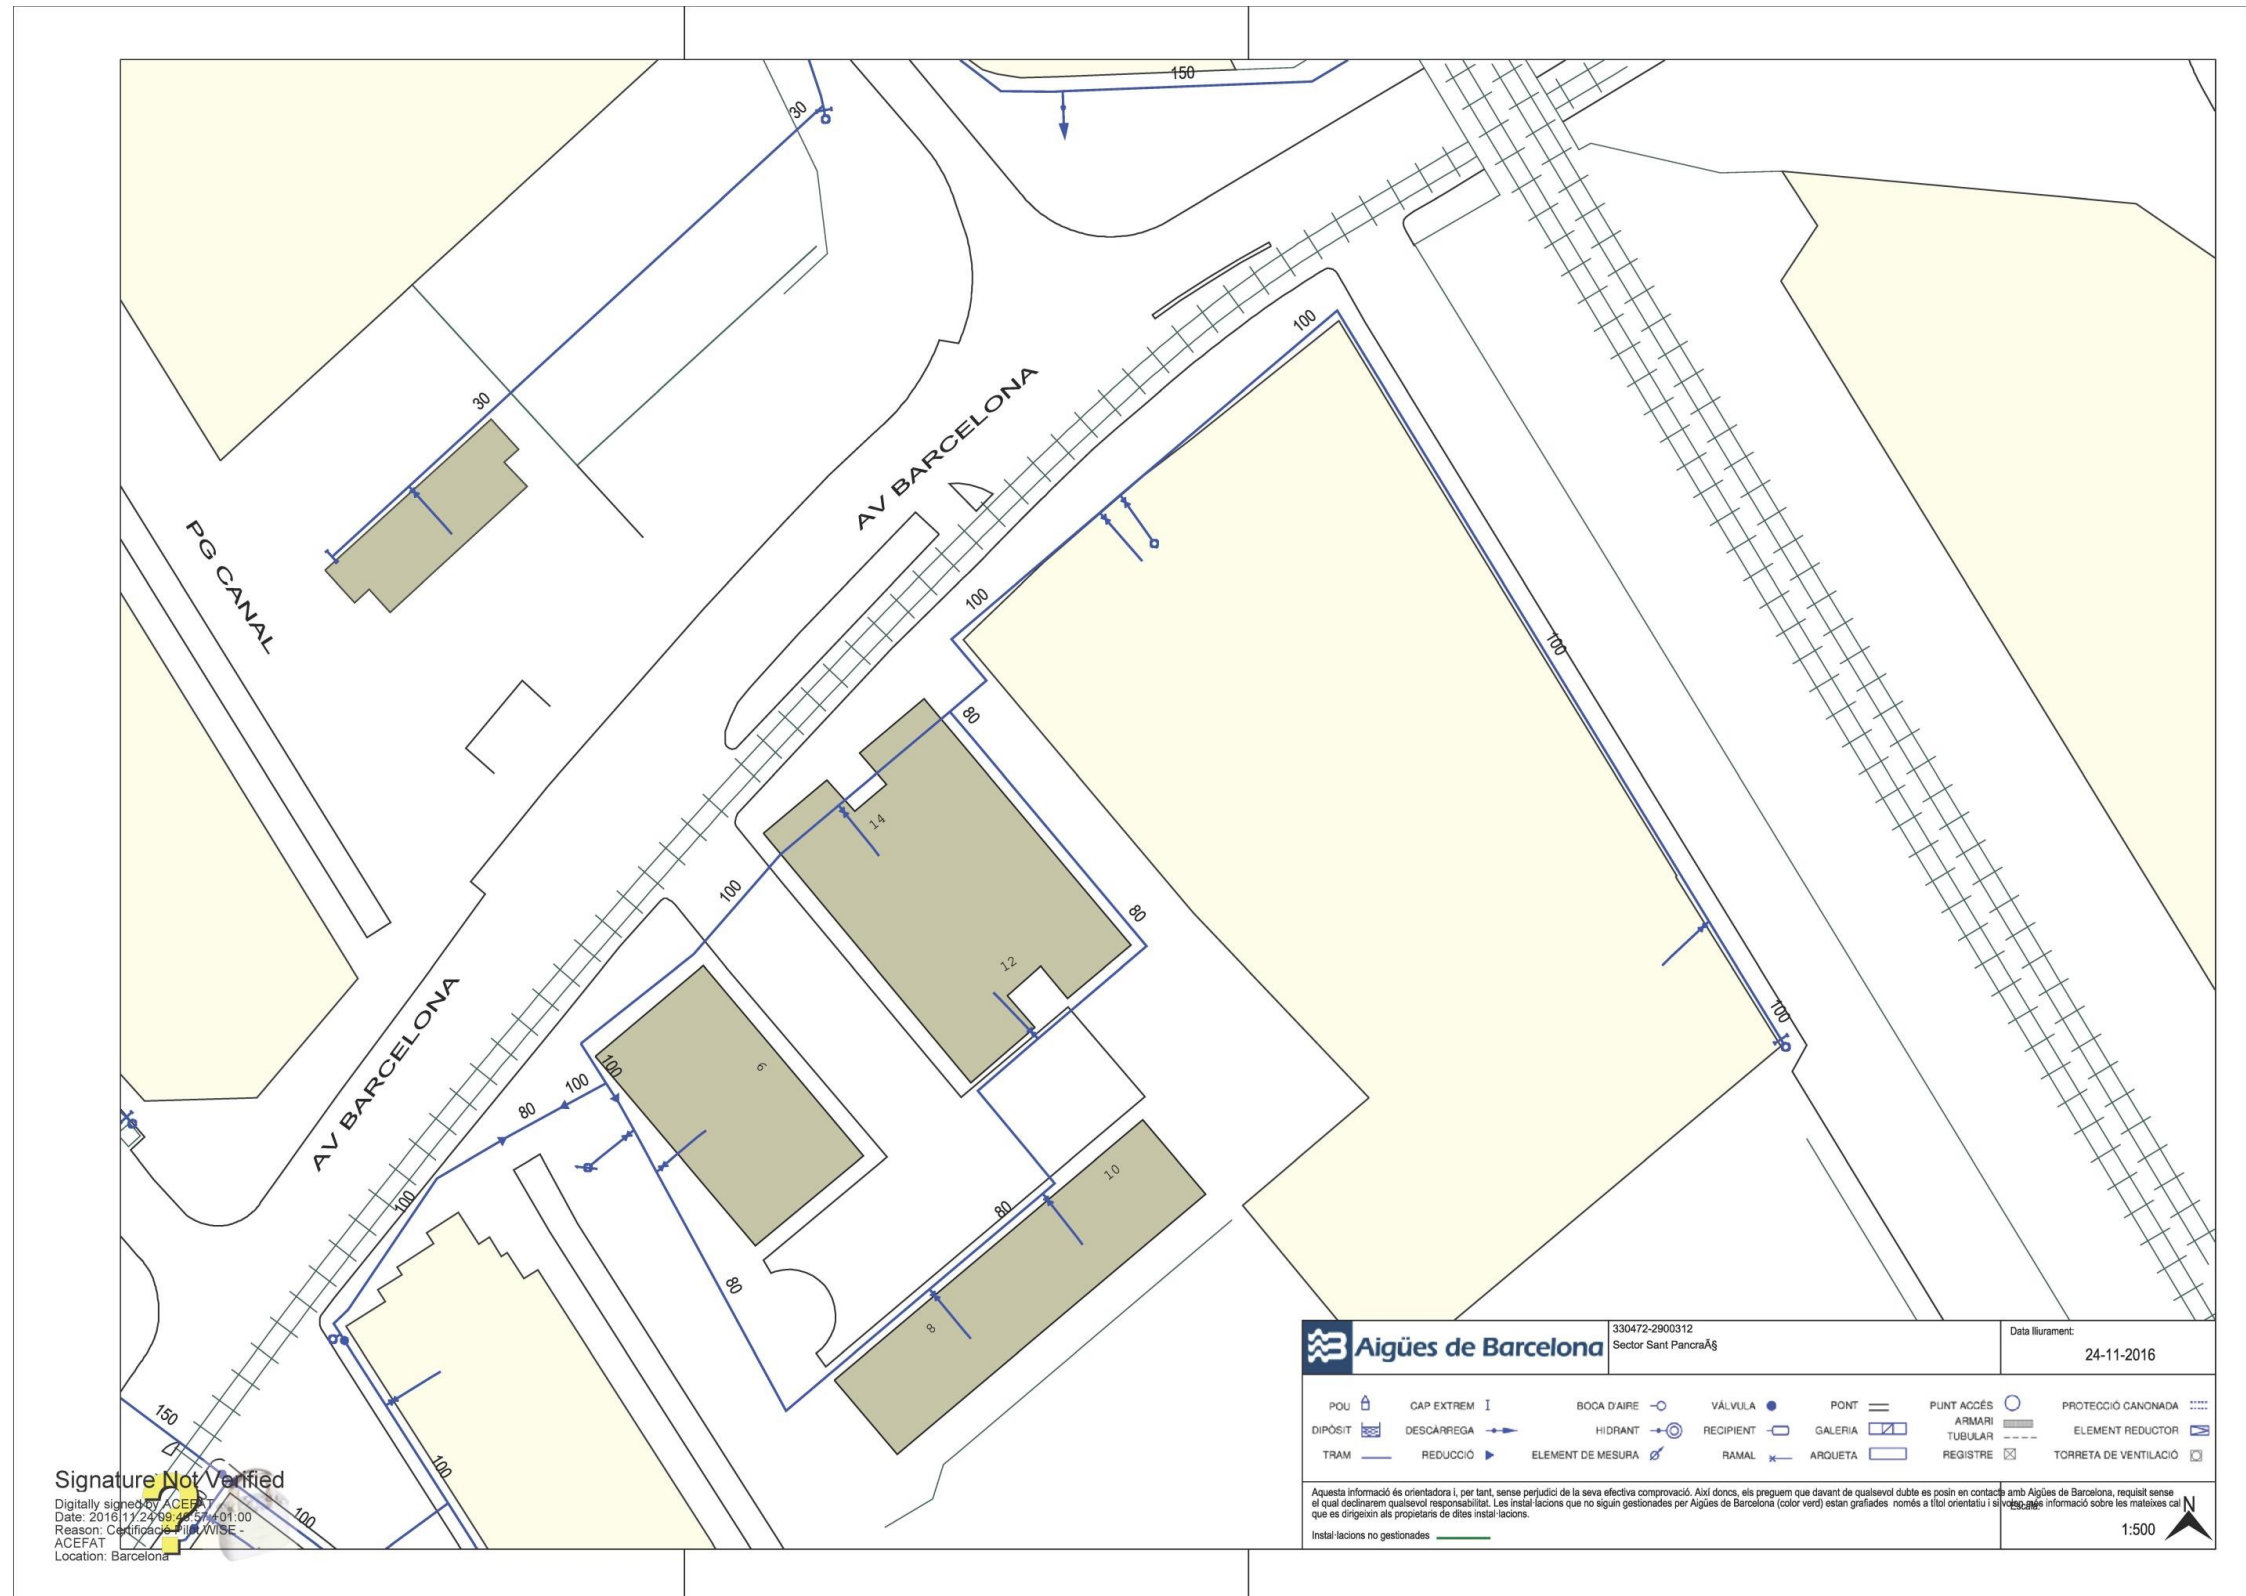 150
30
30
100
AV BARCELONA
PG CANAL
100
100
80
14
100
80
12
AV BARCELONA
100
6
100
100
80
10
100
80
80
8
150
100
100
Signature Not Verified
Digitally signed by ACEFAT
Date: 2016.11.24 09:46:57 +01:00
Reason: Certificació Pilot WISE -
ACEFAT
Location: Barcelona
Aigües de Barcelona
330472-2900312
Sector Sant PancraÃ§
Data lliurament:
24-11-2016
POU CAP EXTREM BOCA D'AIRE VÀLVULA PONT PUNT ACCÉS PROTECCIÓ CANONADA
DIPÒSIT DESCÀRREGA HIDRANT RECIPIENT GALERIA ARMARI TUBULAR ELEMENT REDUCTOR
TRAM REDUCCIÓ ELEMENT DE MESURA RAMAL ARQUETA REGISTRE TORRETA DE VENTILACIÓ
Aquesta informació és orientadora i, per tant, sense perjudici de la seva efectiva comprovació. Així doncs, els preguem que davant de qualsevol dubte es posin en contacte amb Aigües de Barcelona, requisit sense
el qual declinarem qualsevol responsabilitat. Les instal·lacions que no siguin gestionades per Aigües de Barcelona (color verd) estan grafiades només a títol orientatiu i si volen més informació sobre les mateixes cal
que es dirigeixin als propietaris de dites instal·lacions.
Instal·lacions no gestionades
Escala:
1:500
N